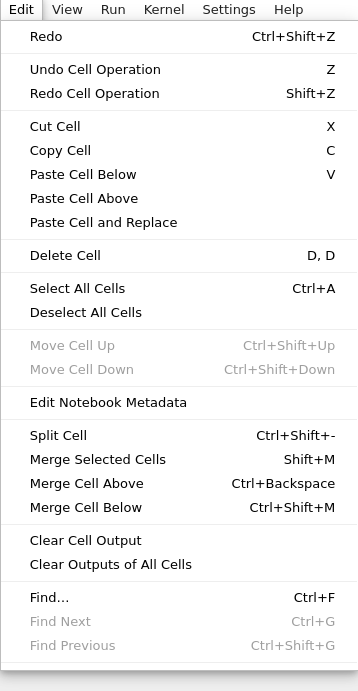 Edit View Run Kernel Settings Help
Redo Ctrl+Shift+Z
Undo Cell Operation Z
Redo Cell Operation Shift+Z
Cut Cell X
Copy Cell C
Paste Cell Below V
Paste Cell Above
Paste Cell and Replace
Delete Cell D, D
Select All Cells Ctrl+A
Deselect All Cells
Move Cell Up Ctrl+Shift+Up
Move Cell Down Ctrl+Shift+Down
Edit Notebook Metadata
Split Cell Ctrl+Shift+-
Merge Selected Cells Shift+M
Merge Cell Above Ctrl+Backspace
Merge Cell Below Ctrl+Shift+M
Clear Cell Output
Clear Outputs of All Cells
Find… Ctrl+F
Find Next Ctrl+G
Find Previous Ctrl+Shift+G